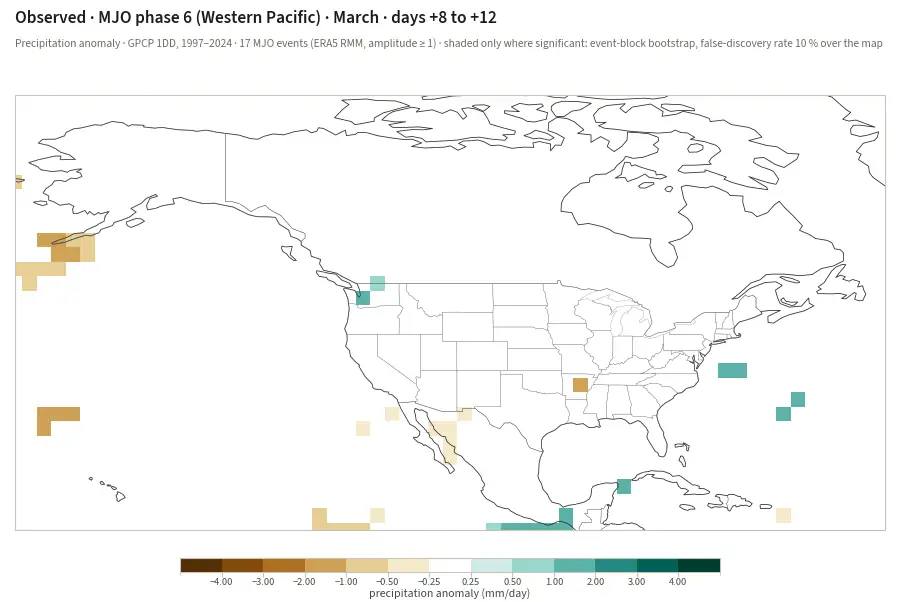 Observed · MJO phase 6 (Western Pacific) · March · days +8 to +12
Precipitation anomaly · GPCP 1DD, 1997–2024 · 17 MJO events (ERA5 RMM, amplitude ≥ 1) · shaded only where significant: event-block bootstrap, false-discovery rate 10 % over the map
−4.00 −3.00 −2.00 −1.00 −0.50 −0.25 0.25 0.50 1.00 2.00 3.00 4.00
precipitation anomaly (mm/day)